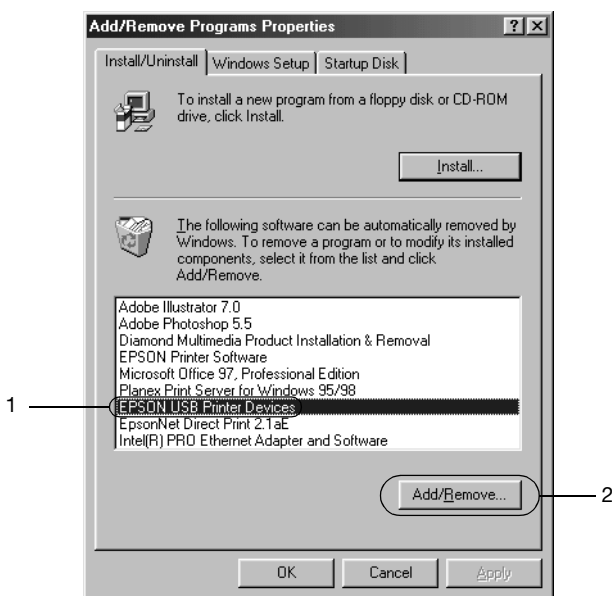 Add/Remove Programs Properties
? X
Install/Uninstall Windows Setup Startup Disk
To install a new program from a floppy disk or CD-ROM
drive, click Install.
Install...
The following software can be automatically removed by
Windows. To remove a program or to modify its installed
components, select it from the list and click
Add/Remove.
Adobe Illustrator 7.0
Adobe Photoshop 5.5
Diamond Multimedia Product Installation & Removal
EPSON Printer Software
Microsoft Office 97, Professional Edition
Planex Print Server for Windows 95/98
1 EPSON USB Printer Devices
EpsonNet Direct Print 2.1aE
Intel(R) PRO Ethernet Adapter and Software
Add/Remove... 2
OK Cancel Apply